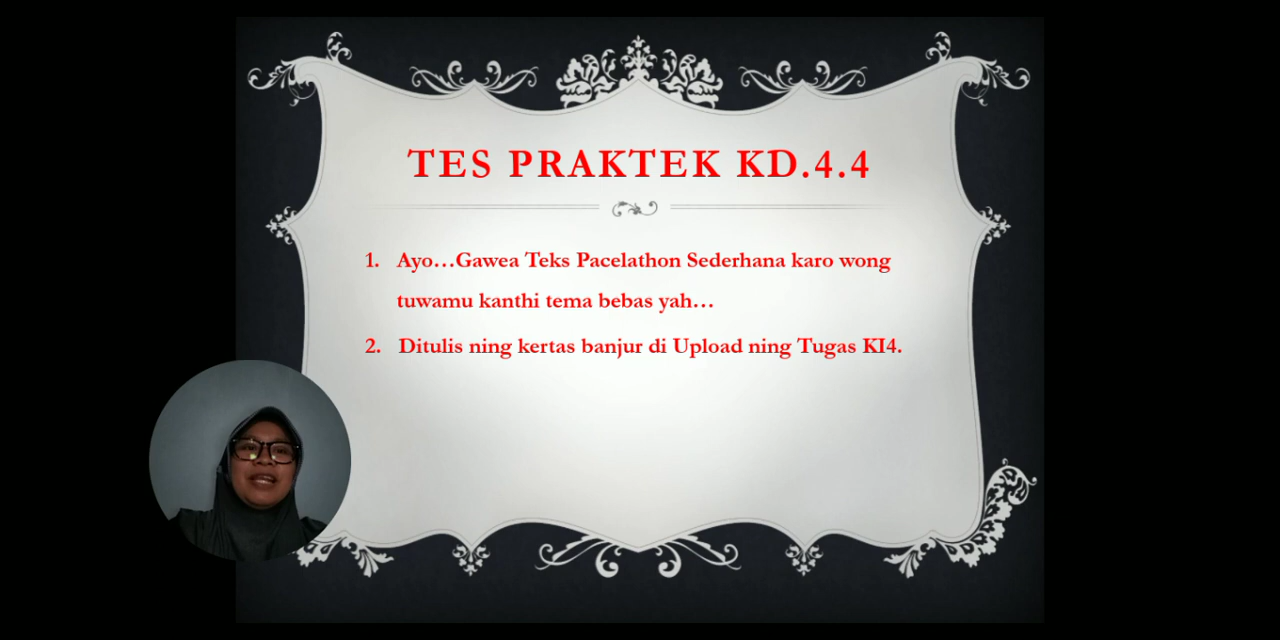 TES PRAKTEK KD.4.4
1. Ayo...Gawea Teks Pacelathon Sederhana karo wong
tuwamu kanthi tema bebas yah...
2. Ditulis ning kertas banjur di Upload ning Tugas KI4.